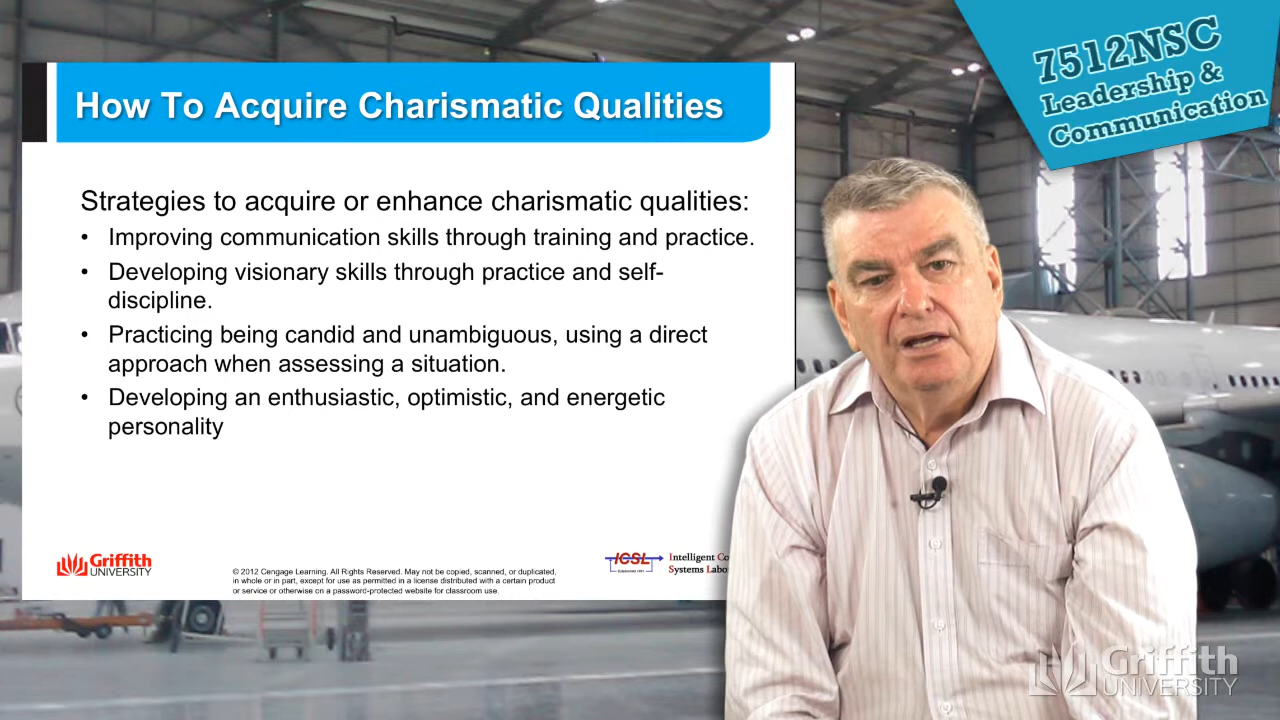 7512NSC
Leadership &
Communication
How To Acquire Charismatic Qualities
Strategies to acquire or enhance charismatic qualities:
• Improving communication skills through training and practice.
• Developing visionary skills through practice and self-
discipline.
• Practicing being candid and unambiguous, using a direct
approach when assessing a situation.
• Developing an enthusiastic, optimistic, and energetic
personality
Griffith
UNIVERSITY
© 2012 Cengage Learning. All Rights Reserved. May not be copied, scanned, or duplicated,
in whole or in part, except for use as permitted in a license distributed with a certain product
or service or otherwise on a password-protected website for classroom use.
ICSL
Intelligent Co
Systems Labo
Griffith
UNIVERSITY